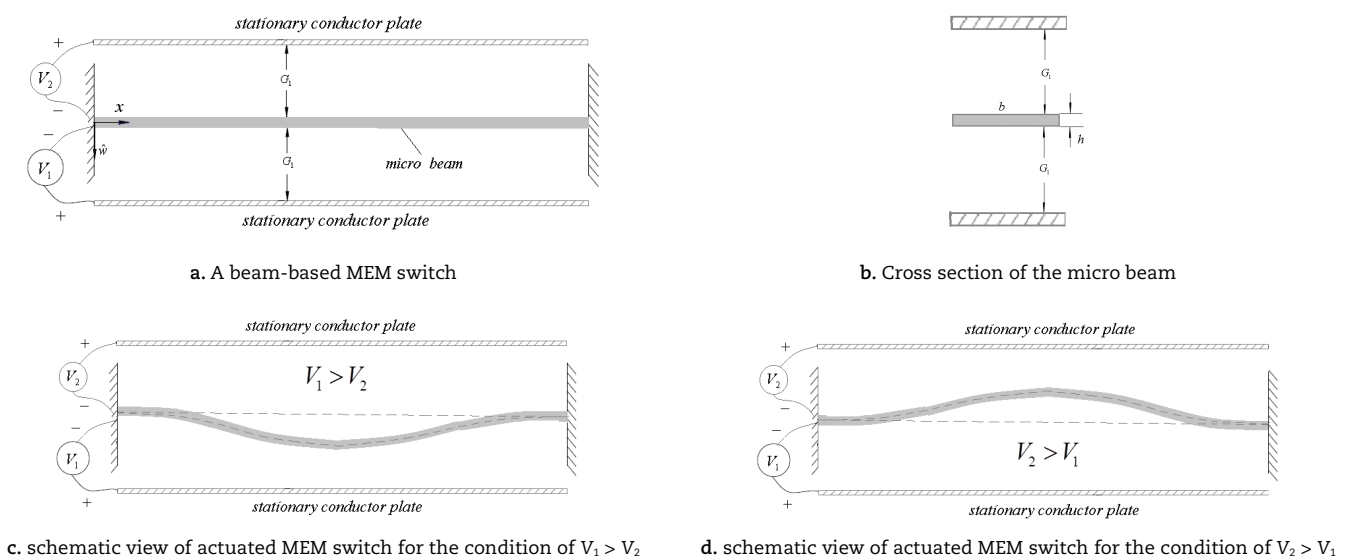 stationary conductor plate
+
V₂
G₁
−
x
−
ŵ
G₁
micro beam
V₁
+
stationary conductor plate
a. A beam-based MEM switch
G₁
b
h
G₁
b. Cross section of the micro beam
stationary conductor plate
+
V₂
V₁ > V₂
−
−
V₁
+
stationary conductor plate
c. schematic view of actuated MEM switch for the condition of V₁ > V₂
stationary conductor plate
+
V₂
−
−
V₂ > V₁
V₁
+
stationary conductor plate
d. schematic view of actuated MEM switch for the condition of V₂ > V₁